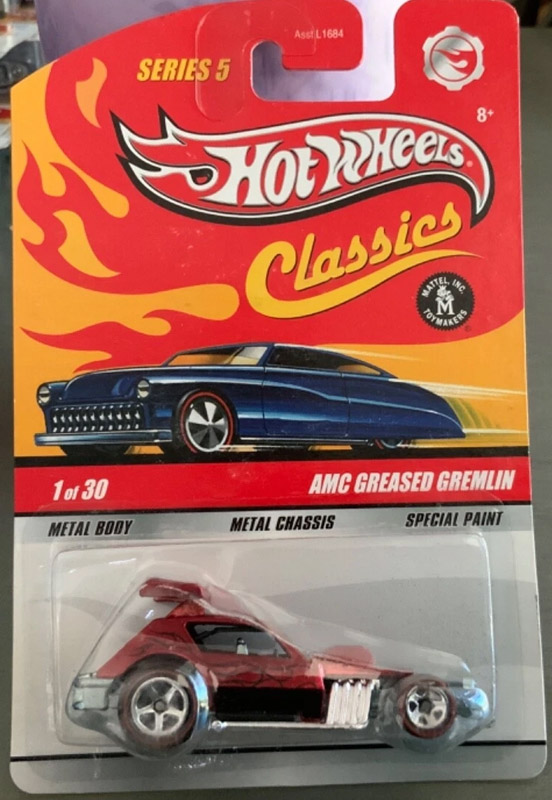 Asst L1684
SERIES 5
8+
HOT WHEELS
Classics
MATTEL, INC.
M
TOYMAKERS
1 of 30
AMC GREASED GREMLIN
METAL BODY
METAL CHASSIS
SPECIAL PAINT